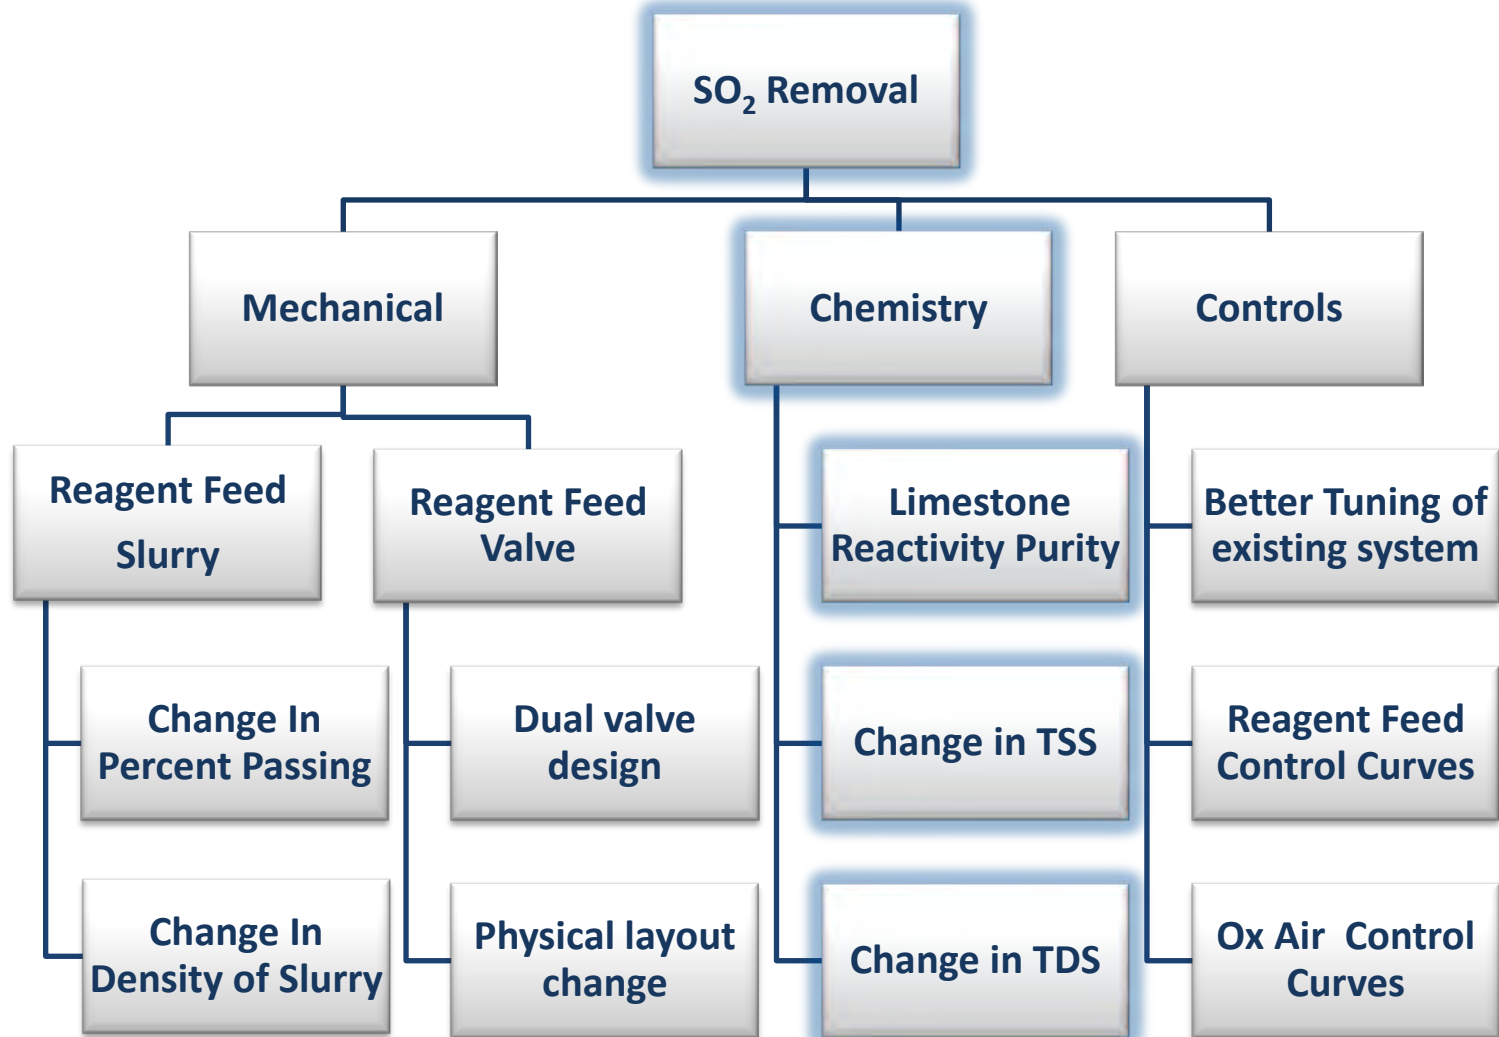 SO₂ Removal
Mechanical
Chemistry
Controls
Reagent Feed
Slurry
Reagent Feed
Valve
Limestone
Reactivity Purity
Better Tuning of
existing system
Change In
Percent Passing
Dual valve
design
Change in TSS
Reagent Feed
Control Curves
Change In
Density of Slurry
Physical layout
change
Change in TDS
Ox Air  Control
Curves